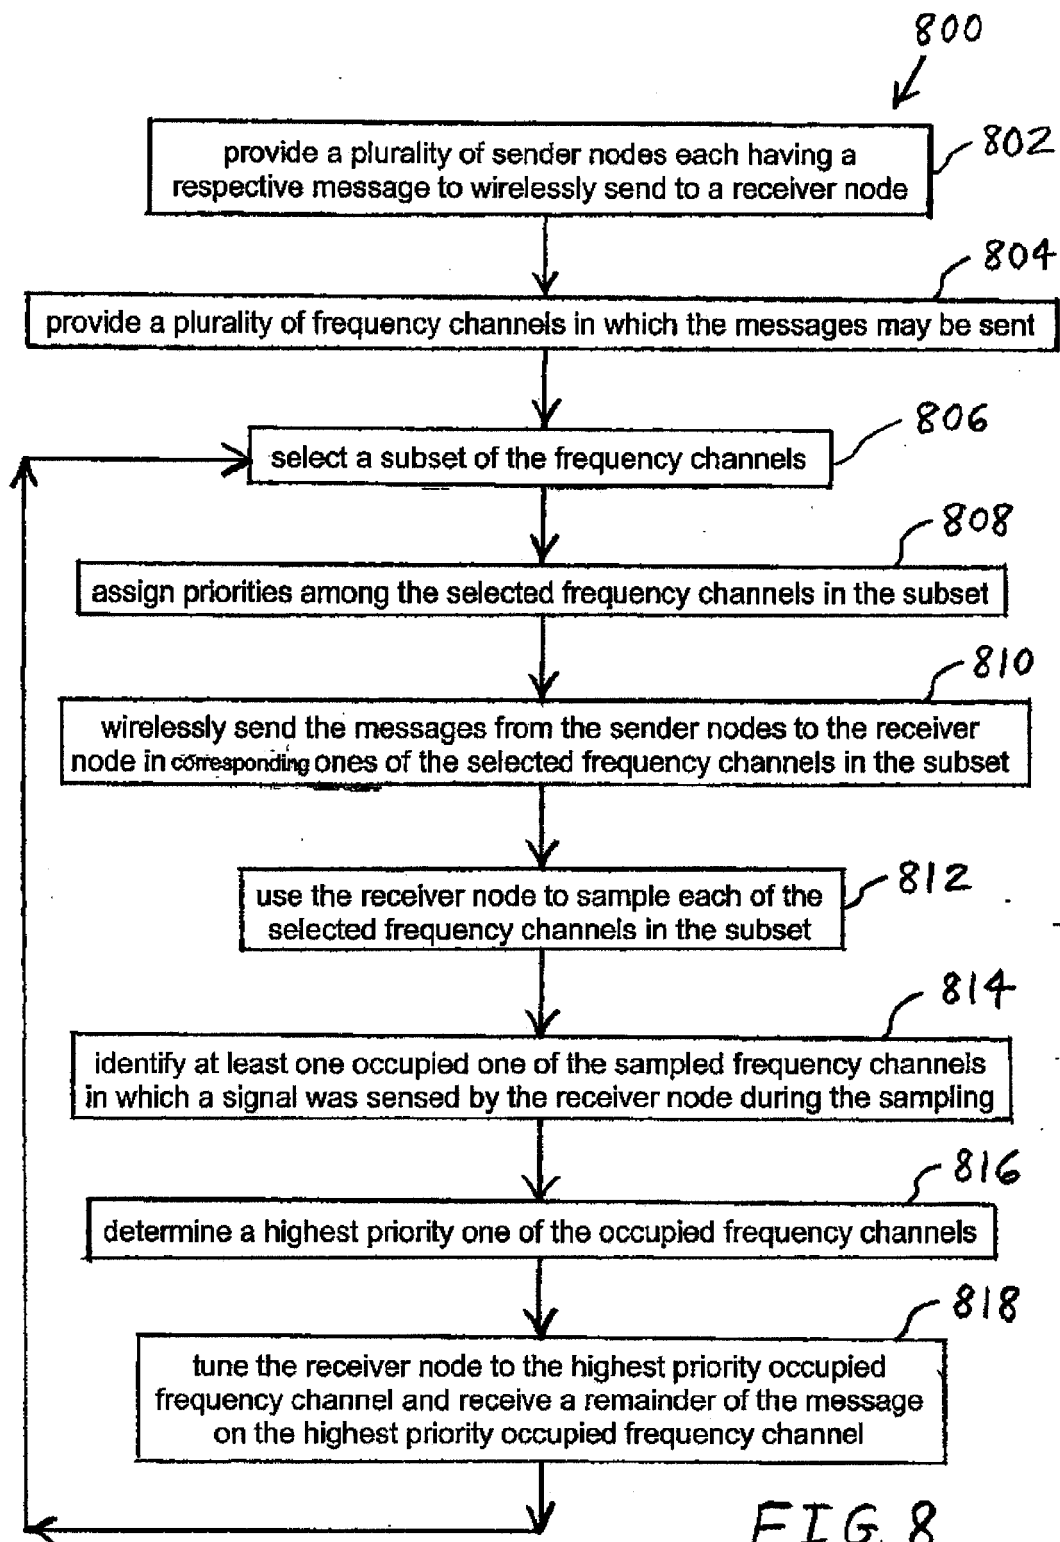 800
provide a plurality of sender nodes each having a
respective message to wirelessly send to a receiver node
802
804
provide a plurality of frequency channels in which the messages may be sent
806
select a subset of the frequency channels
808
assign priorities among the selected frequency channels in the subset
810
wirelessly send the messages from the sender nodes to the receiver
node in corresponding ones of the selected frequency channels in the subset
812
use the receiver node to sample each of the
selected frequency channels in the subset
814
identify at least one occupied one of the sampled frequency channels
in which a signal was sensed by the receiver node during the sampling
816
determine a highest priority one of the occupied frequency channels
818
tune the receiver node to the highest priority occupied
frequency channel and receive a remainder of the message
on the highest priority occupied frequency channel
FIG. 8